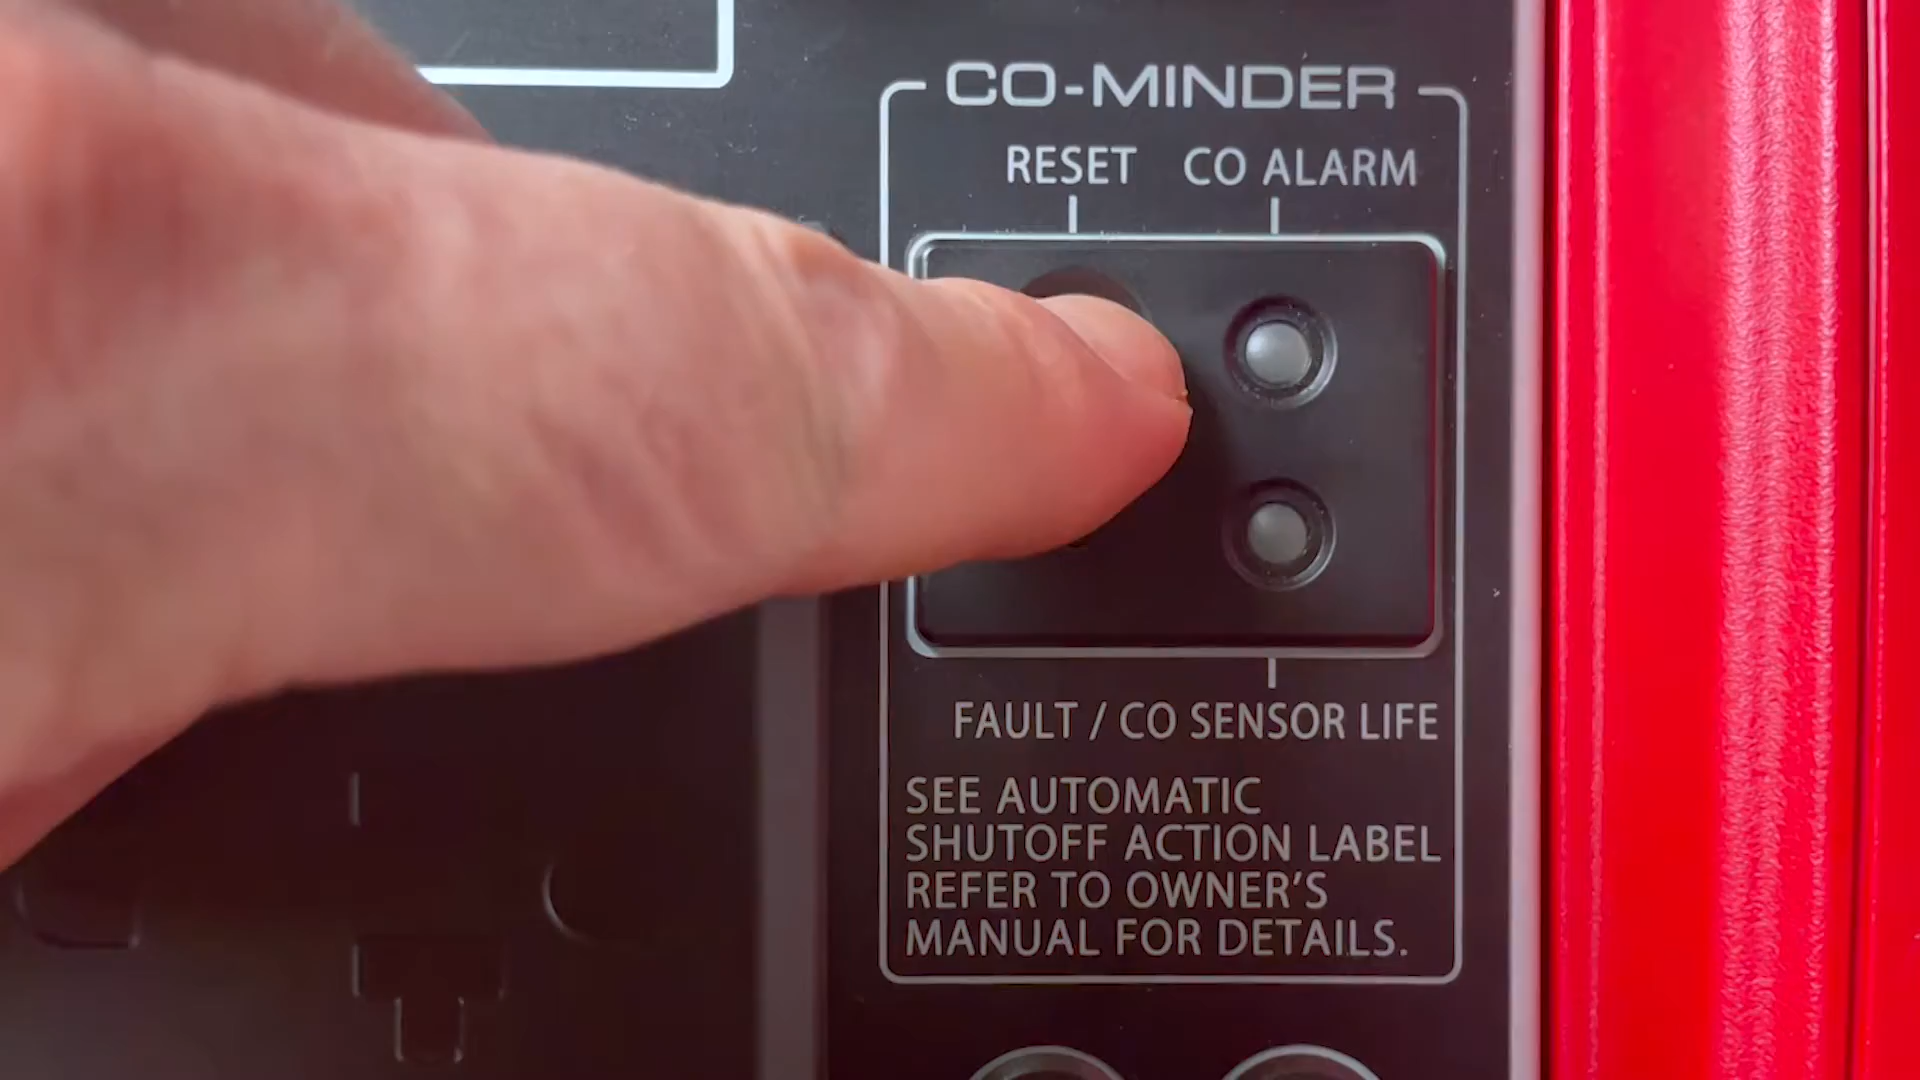 CO-MINDER
RESET CO ALARM
FAULT / CO SENSOR LIFE
SEE AUTOMATIC
SHUTOFF ACTION LABEL
REFER TO OWNER'S
MANUAL FOR DETAILS.